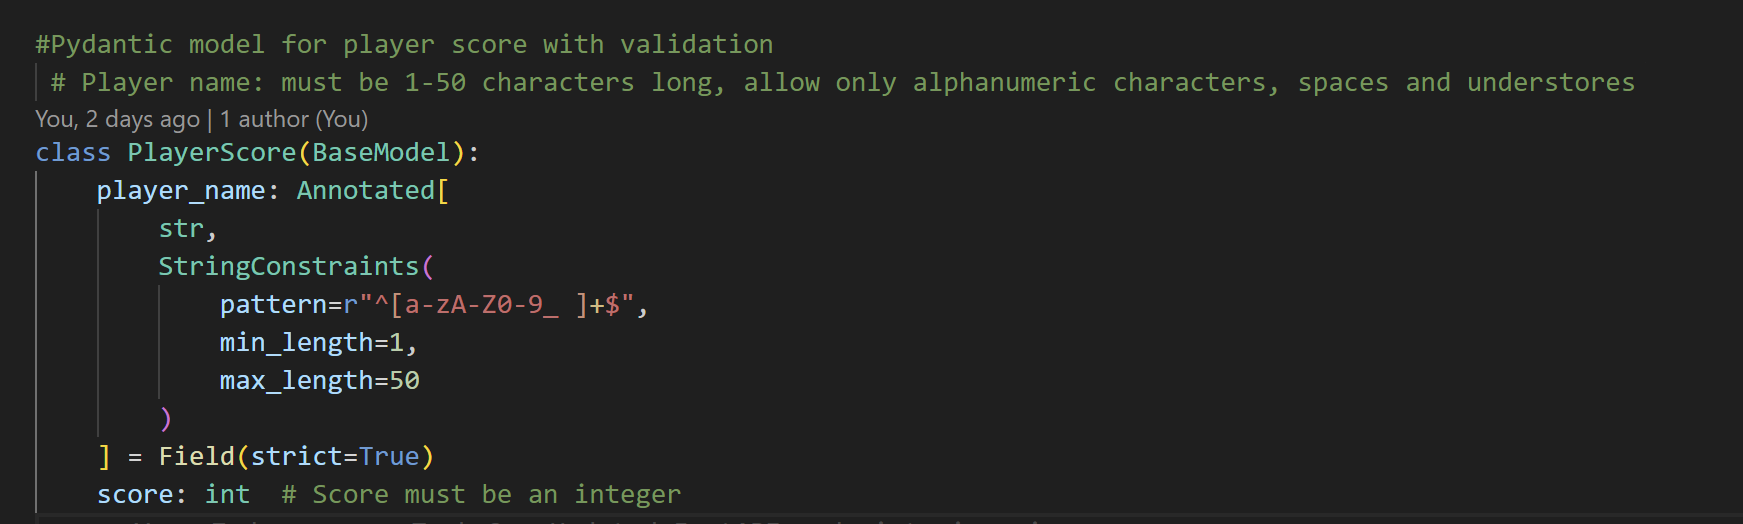 #Pydantic model for player score with validation
# Player name: must be 1-50 characters long, allow only alphanumeric characters, spaces and understores
You, 2 days ago | 1 author (You)
class PlayerScore(BaseModel):
player_name: Annotated[
str,
StringConstraints(
pattern=r"^[a-zA-Z0-9_ ]+$",
min_length=1,
max_length=50
)
] = Field(strict=True)
score: int  # Score must be an integer